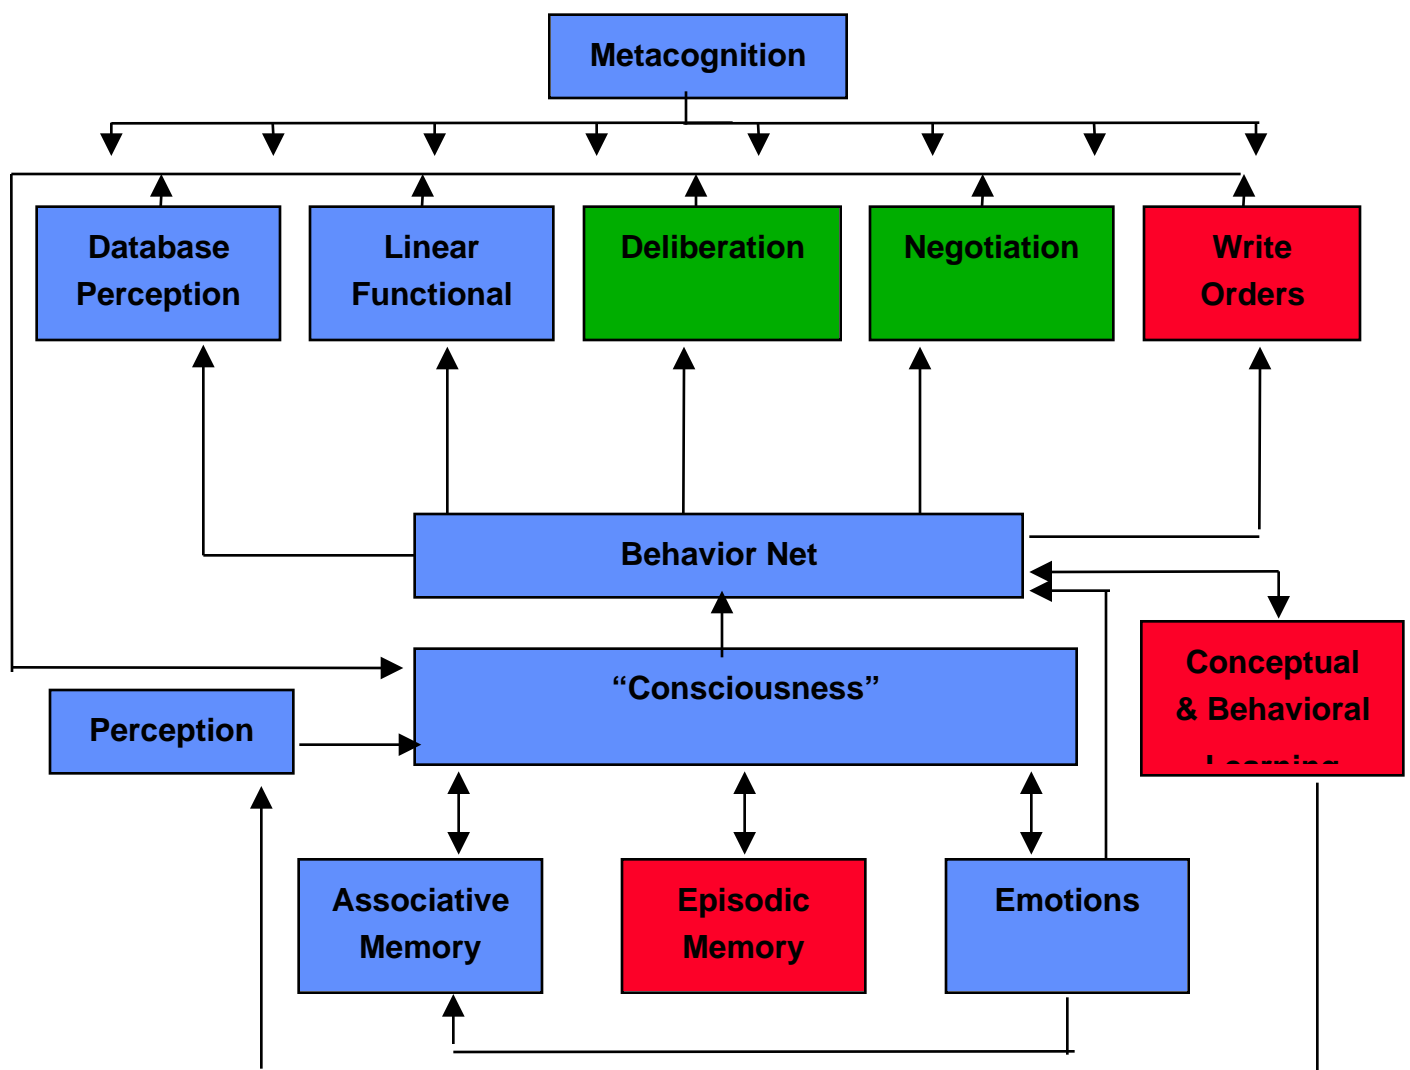 Metacognition
Database
Perception
Linear
Functional
Deliberation
Negotiation
Write
Orders
Behavior Net
“Consciousness”
Perception
Conceptual
& Behavioral
Learning
Associative
Memory
Episodic
Memory
Emotions